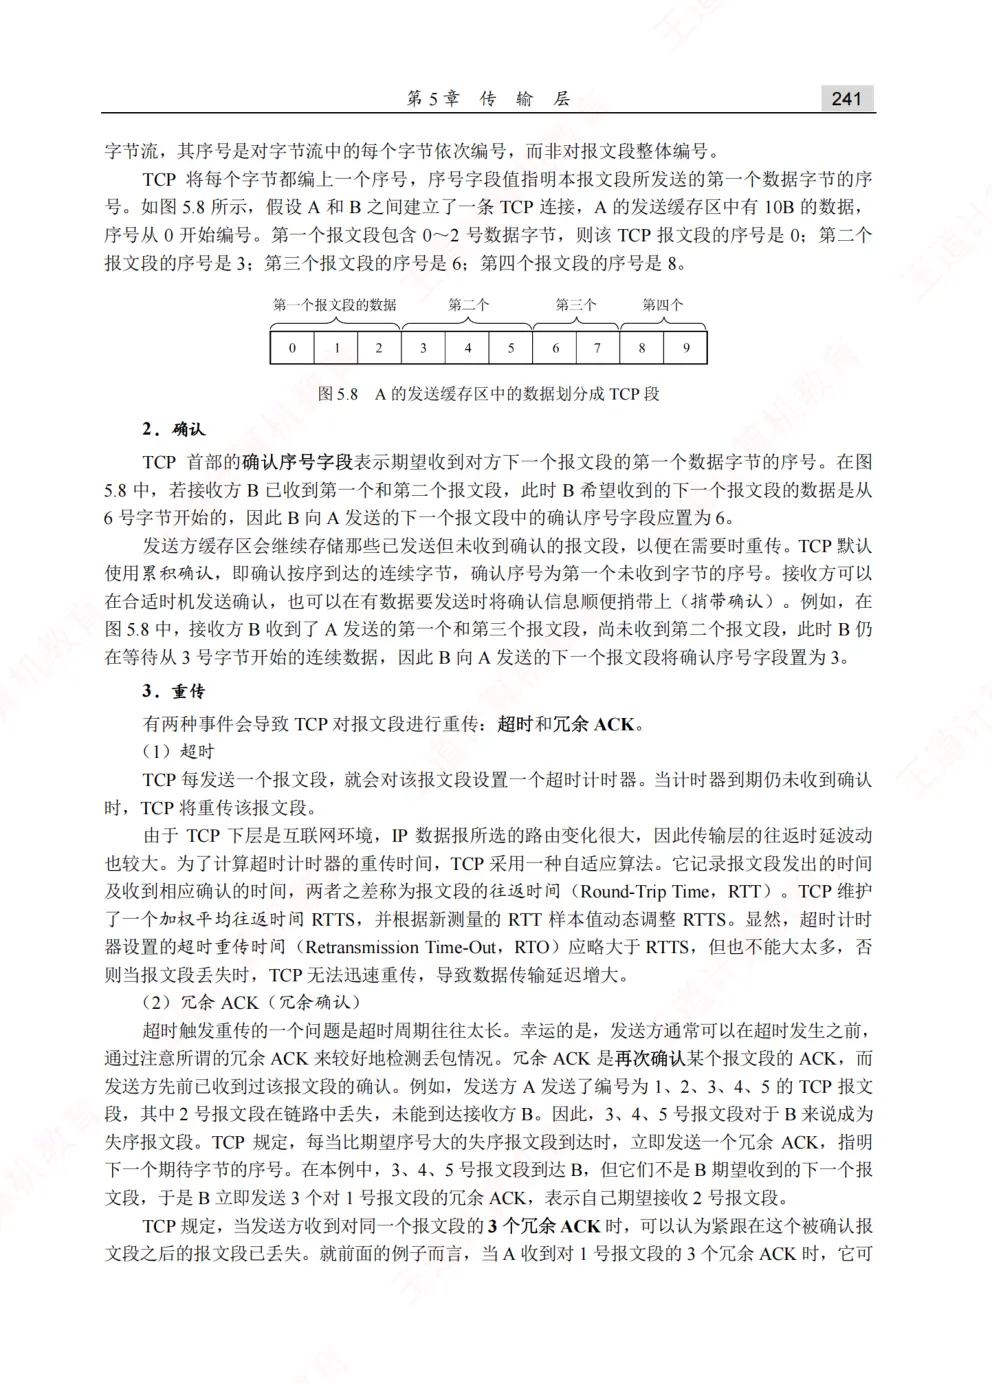 第 5 章 传 输 层 241
字节流，其序号是对字节流中的每个字节依次编号，而非对报文段整体编号。
TCP 将每个字节都编上一个序号，序号字段值指明本报文段所发送的第一个数据字节的序
号。如图 5.8 所示，假设 A 和 B 之间建立了一条 TCP 连接，A 的发送缓存区中有 10B 的数据，
序号从 0 开始编号。第一个报文段包含 0～2 号数据字节，则该 TCP 报文段的序号是 0；第二个
报文段的序号是 3；第三个报文段的序号是 6；第四个报文段的序号是 8。
第一个报文段的数据 第二个 第三个 第四个
0 1 2 3 4 5 6 7 8 9
图 5.8 A 的发送缓存区中的数据划分成 TCP 段
2．确认
TCP 首部的确认序号字段表示期望收到对方下一个报文段的第一个数据字节的序号。在图
5.8 中，若接收方 B 已收到第一个和第二个报文段，此时 B 希望收到的下一个报文段的数据是从
6 号字节开始的，因此 B 向 A 发送的下一个报文段中的确认序号字段应置为 6。
发送方缓存区会继续存储那些已发送但未收到确认的报文段，以便在需要时重传。TCP 默认
使用累积确认，即确认按序到达的连续字节，确认序号为第一个未收到字节的序号。接收方可以
在合适时机发送确认，也可以在有数据要发送时将确认信息顺便捎带上（捎带确认）。例如，在
图 5.8 中，接收方 B 收到了 A 发送的第一个和第三个报文段，尚未收到第二个报文段，此时 B 仍
在等待从 3 号字节开始的连续数据，因此 B 向 A 发送的下一个报文段将确认序号字段置为 3。
3．重传
有两种事件会导致 TCP 对报文段进行重传：超时和冗余 ACK。
（1）超时
TCP 每发送一个报文段，就会对该报文段设置一个超时计时器。当计时器到期仍未收到确认
时，TCP 将重传该报文段。
由于 TCP 下层是互联网环境，IP 数据报所选的路由变化很大，因此传输层的往返时延波动
也较大。为了计算超时计时器的重传时间，TCP 采用一种自适应算法。它记录报文段发出的时间
及收到相应确认的时间，两者之差称为报文段的往返时间（Round-Trip Time，RTT）。TCP 维护
了一个加权平均往返时间 RTTS，并根据新测量的 RTT 样本值动态调整 RTTS。显然，超时计时
器设置的超时重传时间（Retransmission Time-Out，RTO）应略大于 RTTS，但也不能大太多，否
则当报文段丢失时，TCP 无法迅速重传，导致数据传输延迟增大。
（2）冗余 ACK（冗余确认）
超时触发重传的一个问题是超时周期往往太长。幸运的是，发送方通常可以在超时发生之前，
通过注意所谓的冗余 ACK 来较好地检测丢包情况。冗余 ACK 是再次确认某个报文段的 ACK，而
发送方先前已收到过该报文段的确认。例如，发送方 A 发送了编号为 1、2、3、4、5 的 TCP 报文
段，其中 2 号报文段在链路中丢失，未能到达接收方 B。因此，3、4、5 号报文段对于 B 来说成为
失序报文段。TCP 规定，每当比期望序号大的失序报文段到达时，立即发送一个冗余 ACK，指明
下一个期待字节的序号。在本例中，3、4、5 号报文段到达 B，但它们不是 B 期望收到的下一个报
文段，于是 B 立即发送 3 个对 1 号报文段的冗余 ACK，表示自己期望接收 2 号报文段。
TCP 规定，当发送方收到对同一个报文段的 3 个冗余 ACK 时，可以认为紧跟在这个被确认报
文段之后的报文段已丢失。就前面的例子而言，当 A 收到对 1 号报文段的 3 个冗余 ACK 时，它可